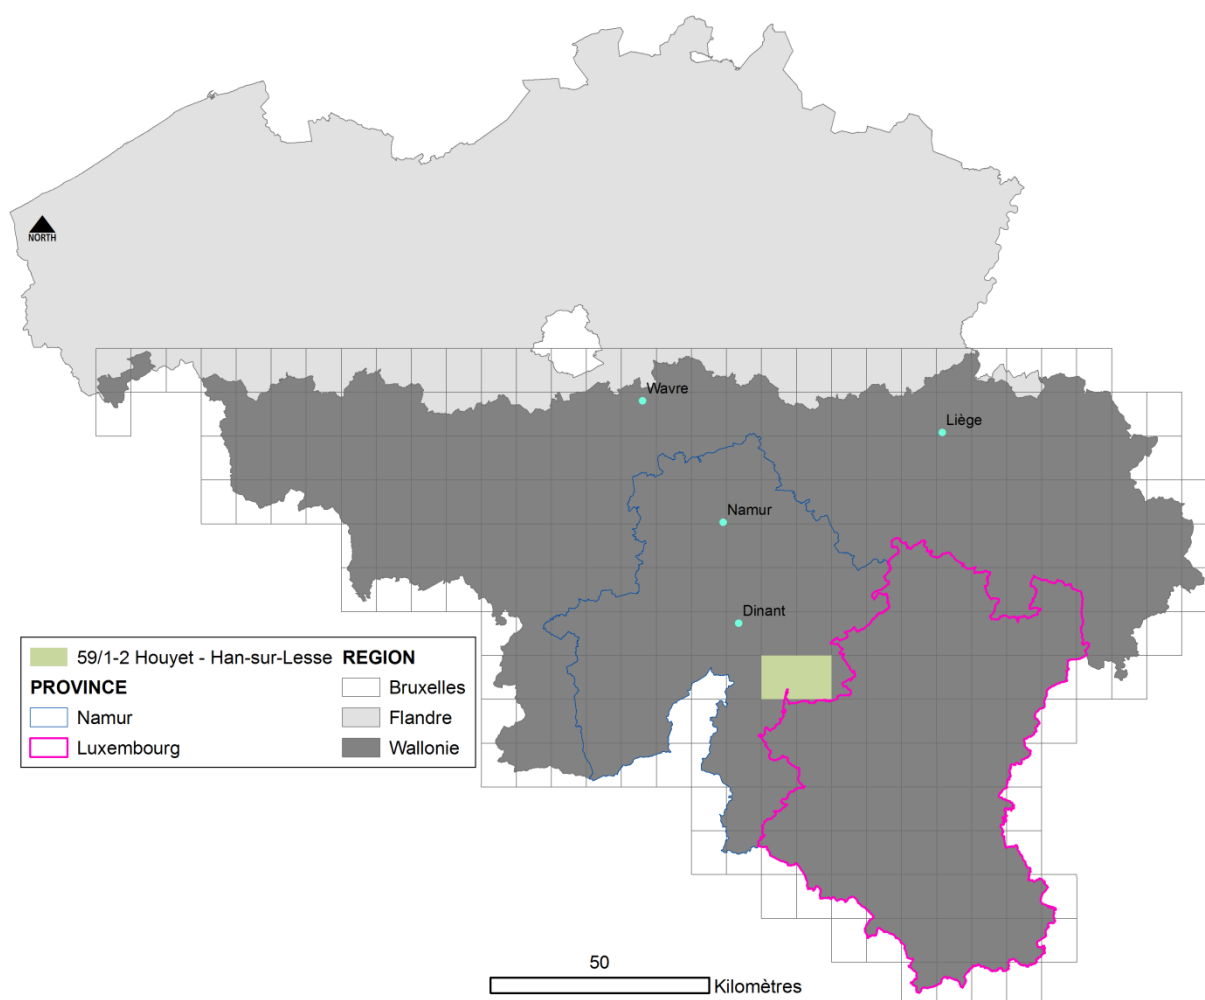 NORTH
Wavre
Liège
Namur
Dinant
59/1-2 Houyet - Han-sur-Lesse REGION
PROVINCE
Bruxelles
Namur
Flandre
Luxembourg
Wallonie
50
Kilomètres